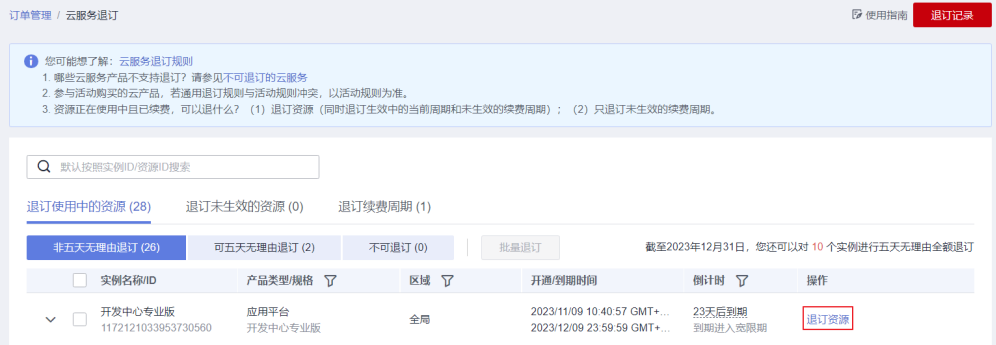 订单管理 / 云服务退订
使用指南
退订记录
您可能想了解：云服务退订规则
1. 哪些云服务产品不支持退订？请参见不可退订的云服务
2. 参与活动购买的云产品，若通用退订规则与活动规则冲突，以活动规则为准。
3. 资源正在使用中且已续费，可以退什么？（1）退订资源（同时退订生效中的当前周期和未生效的续费周期）；（2）只退订未生效的续费周期。
默认按照实例ID/资源ID搜索
退订使用中的资源 (28) 退订未生效的资源 (0) 退订续费周期 (1)
非五天无理由退订 (26) 可五天无理由退订 (2) 不可退订 (0) 批量退订 截至2023年12月31日，您还可以对 10 个实例进行五天无理由全额退订
实例名称/ID 产品类型/规格 区域 开通/到期时间 倒计时 操作
开发中心专业版 应用平台 全局 2023/11/09 10:40:57 GMT+... 23天后到期 退订资源
1172121033953730560 开发中心专业版 2023/12/09 23:59:59 GMT+... 到期进入宽限期